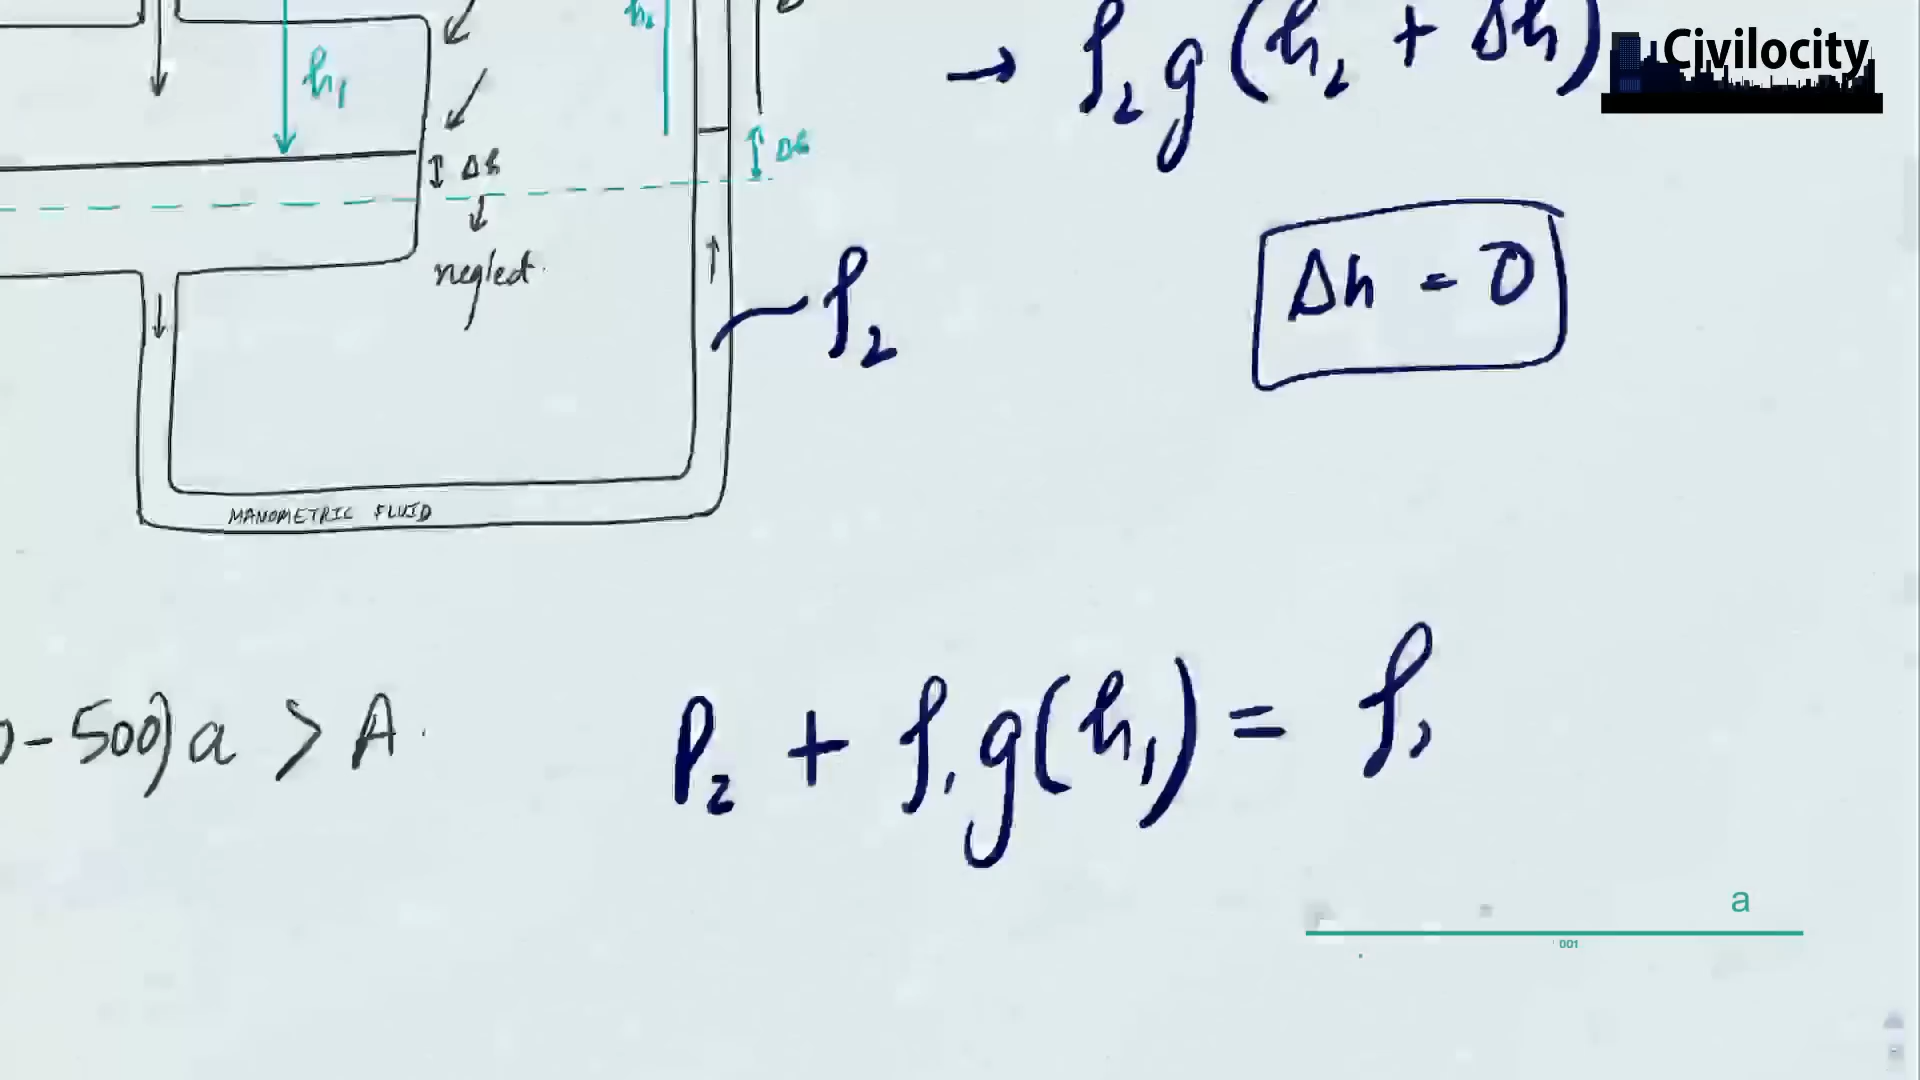 h₂
→ ρ₂g(h₂ + Δh)
Civilocity
h₁
Δh
Δh
neglect.
ρ₂
Δh = 0
MANOMETRIC FLUID
-500)a > A.
P₂ + ρ₁g(h₁) = ρ₂
a
001